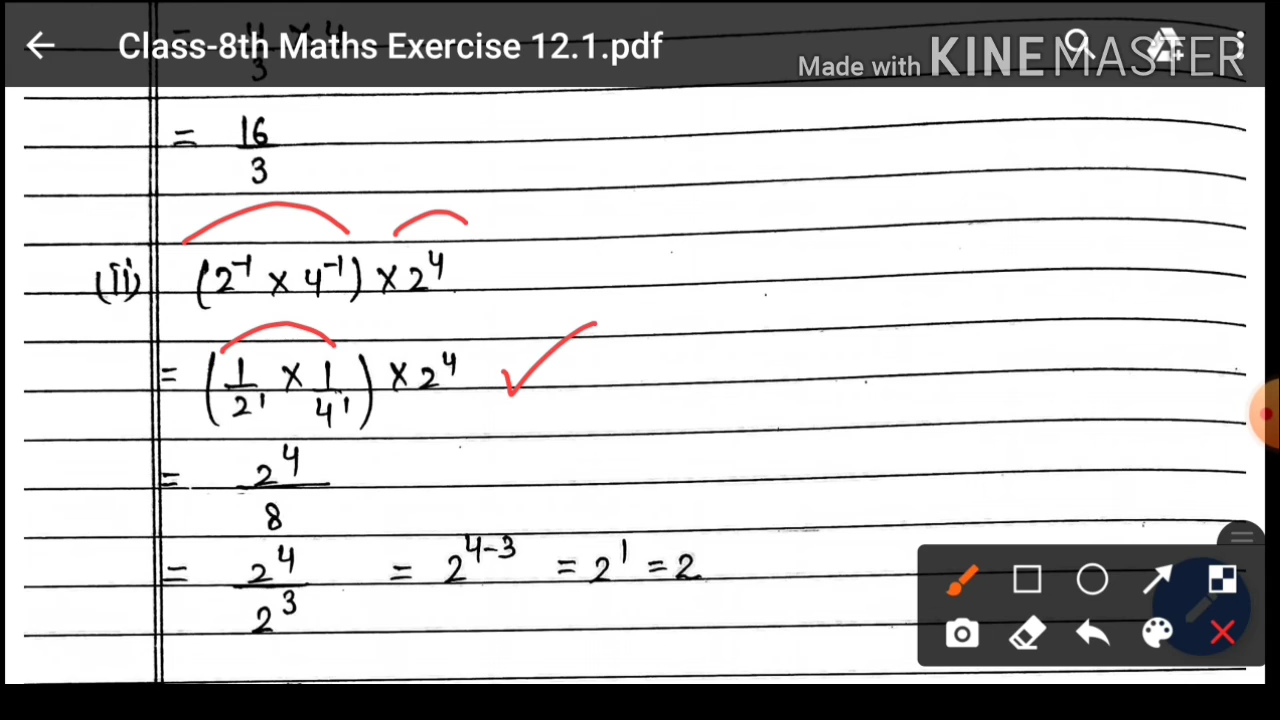 Class-8th Maths Exercise 12.1.pdf
Made with KINEMASTER
3
= 16/3
(ii) (2⁻¹ × 4⁻¹) × 2⁴
= (1/2¹ × 1/4¹) × 2⁴
= 2⁴/8
= 2⁴/2³ = 2⁴⁻³ = 2¹ = 2